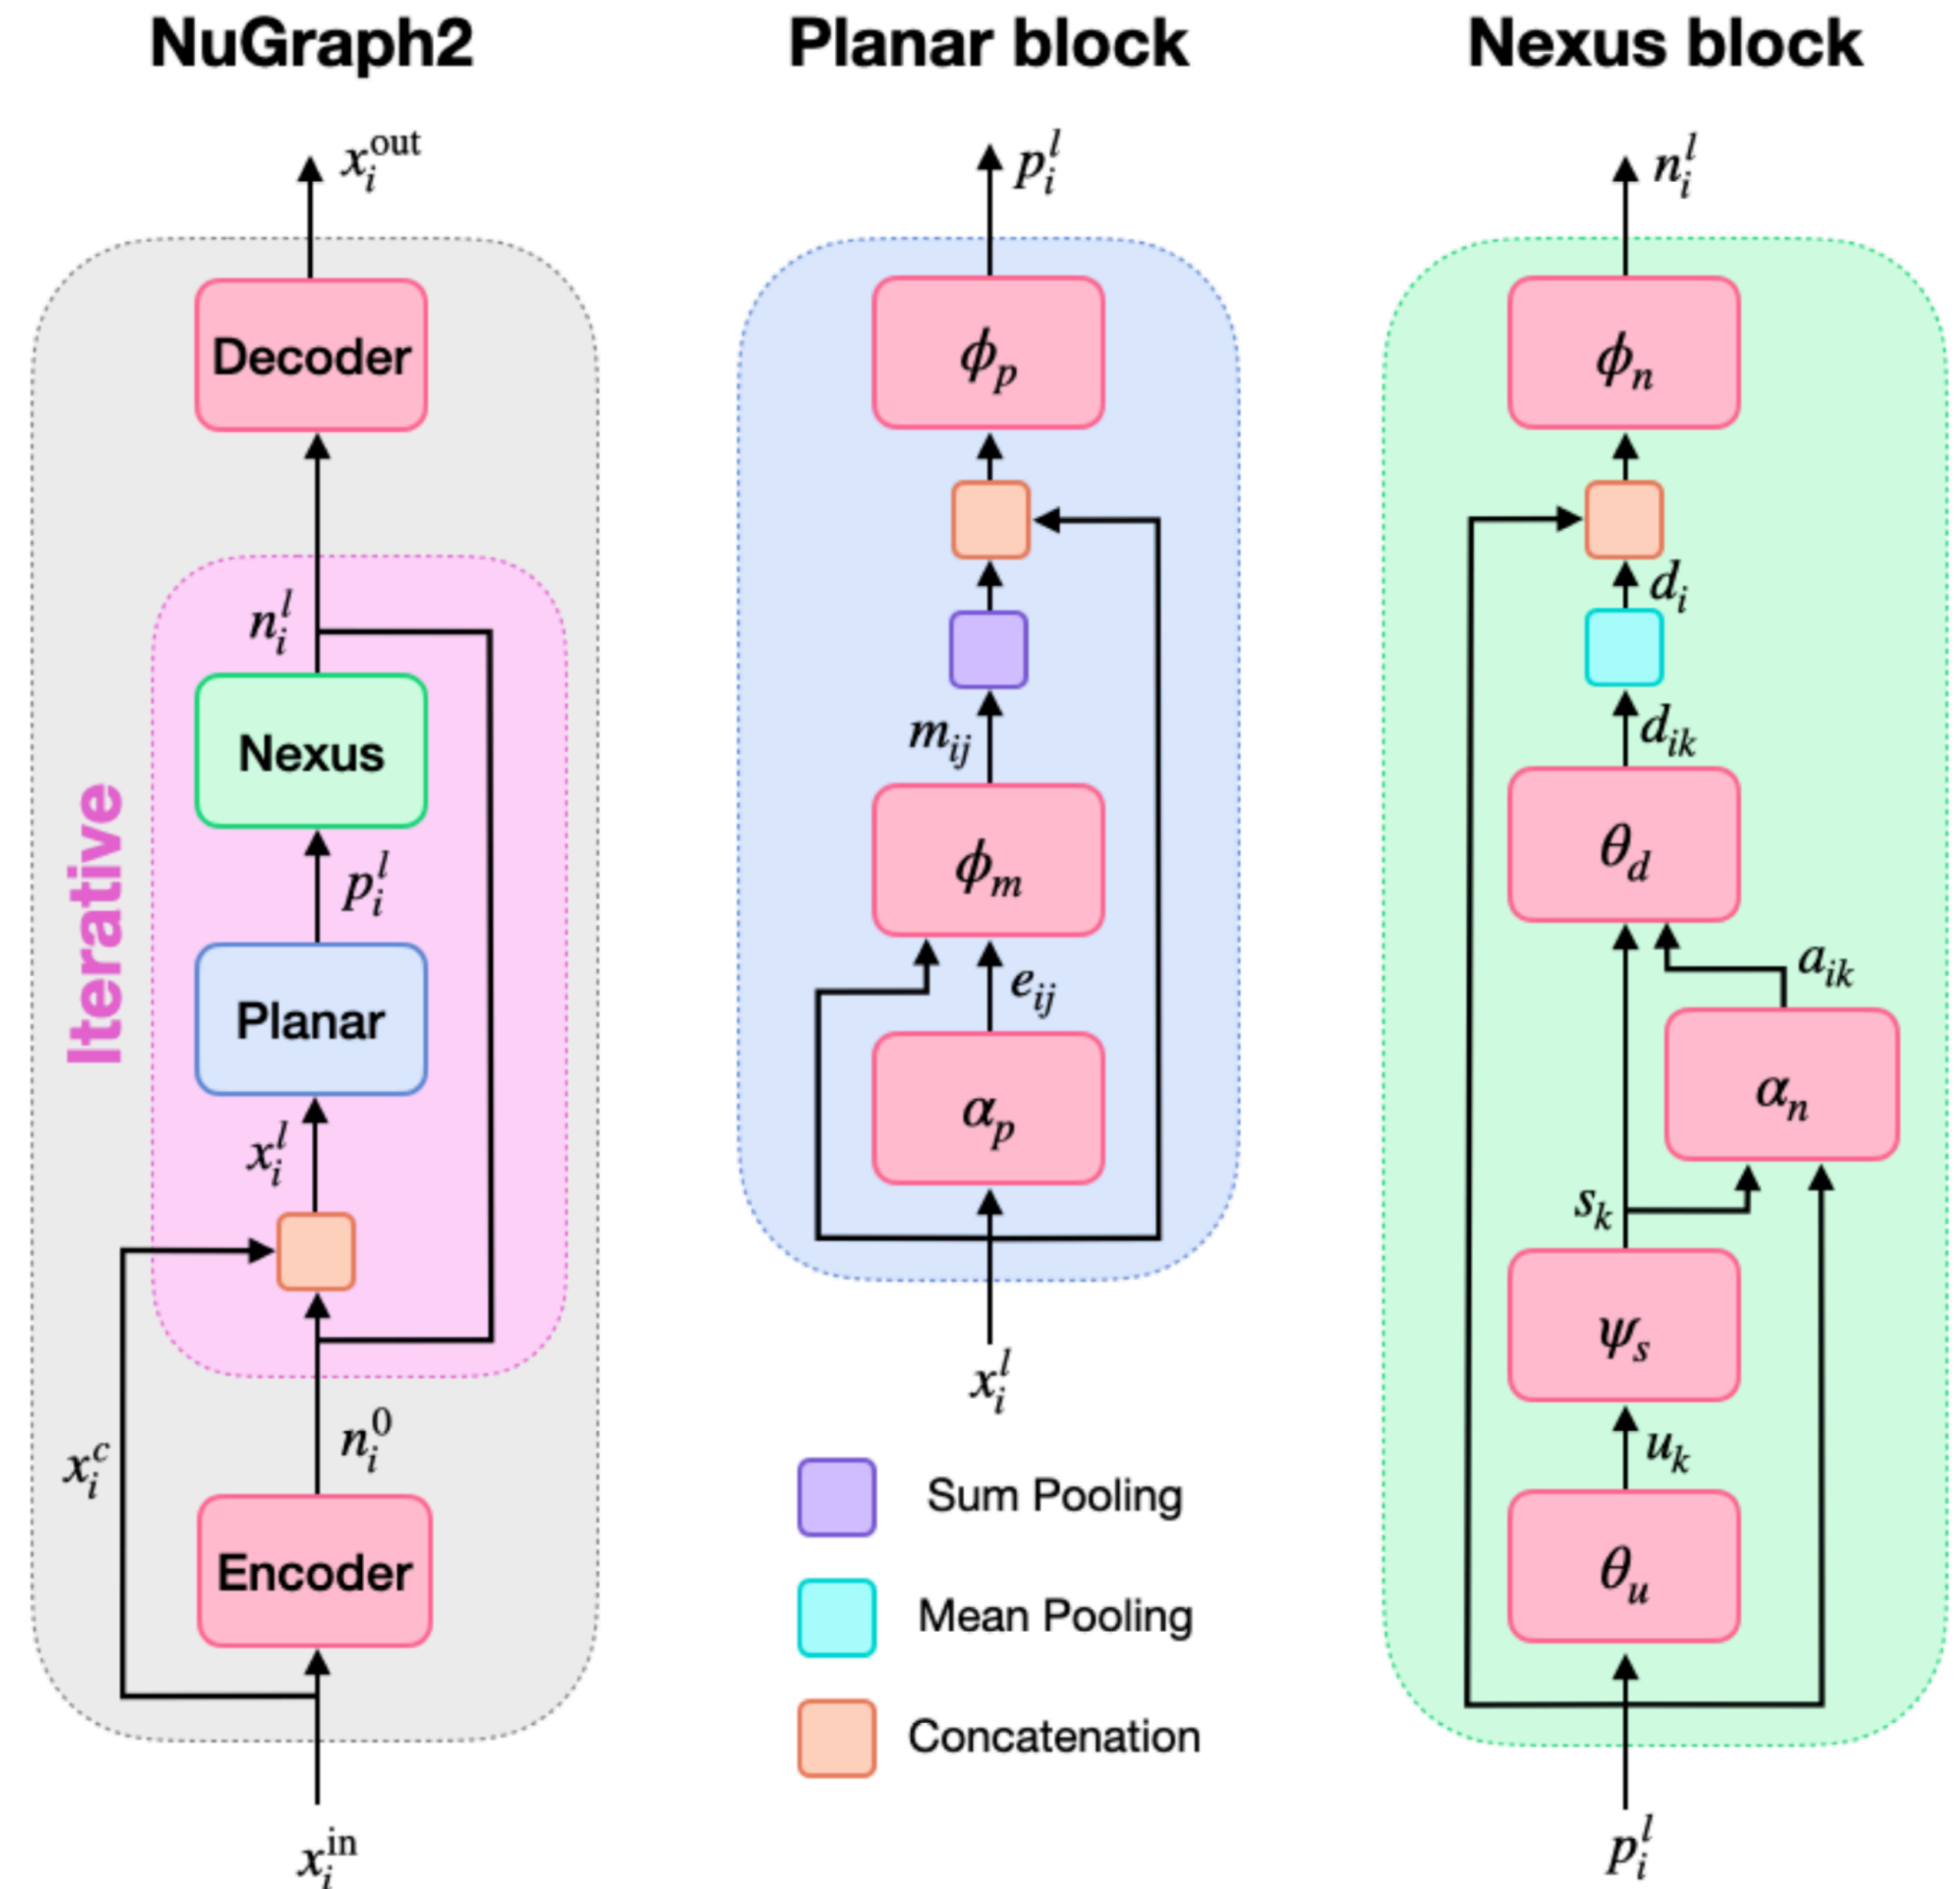 NuGraph2
x_i^out
Decoder
n_i^l
Nexus
p_i^l
Iterative
Planar
x_i^l
n_i^0
x_i^c
Encoder
x_i^in
Planar block
p_i^l
ϕ_p
m_ij
ϕ_m
e_ij
α_p
x_i^l
Sum Pooling
Mean Pooling
Concatenation
Nexus block
n_i^l
ϕ_n
d_i
d_ik
θ_d
a_ik
α_n
s_k
ψ_s
u_k
θ_u
p_i^l